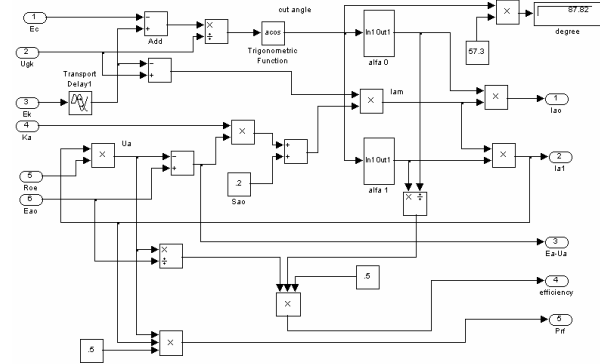 1
Ec
2
Ugk
Transport
Delay1
3
Ek
4
Ka
5
Roe
6
Eao
Add
×
÷
acos
Trigonometric
Function
cut angle
In1 Out1
alfa 0
×
57.3
87.82
degree
×
Iam
×
1
Iao
Ua
×
×
.2
Sao
In1 Out1
alfa 1
×
2
Ia1
× ÷
3
Ea-Ua
×
÷
.5
×
4
efficiency
.5
×
5
Prf